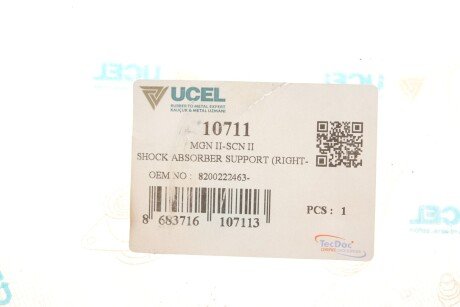 UCEL
RUBBER TO METAL EXPERT
KAUÇUK & METAL UZMANI
10711
MGN II-SCN II
SHOCK ABSORBER SUPPORT (RIGHT-
OEM NO : 8200222463-
8 683716 107113
PCS : 1
TecDoc
UCEL